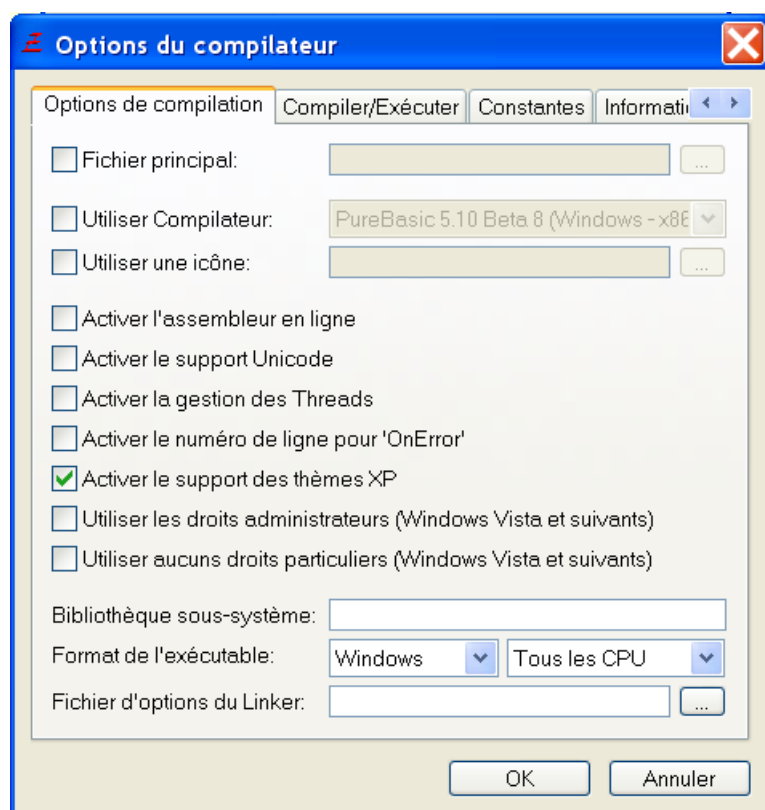 Options du compilateur
Options de compilation Compiler/Exécuter Constantes Informati
Fichier principal: ...
Utiliser Compilateur: PureBasic 5.10 Beta 8 (Windows - x86
Utiliser une icône: ...
Activer l'assembleur en ligne
Activer le support Unicode
Activer la gestion des Threads
Activer le numéro de ligne pour 'OnError'
Activer le support des thèmes XP
Utiliser les droits administrateurs (Windows Vista et suivants)
Utiliser aucuns droits particuliers (Windows Vista et suivants)
Bibliothèque sous-système:
Format de l'exécutable: Windows Tous les CPU
Fichier d'options du Linker: ...
OK Annuler